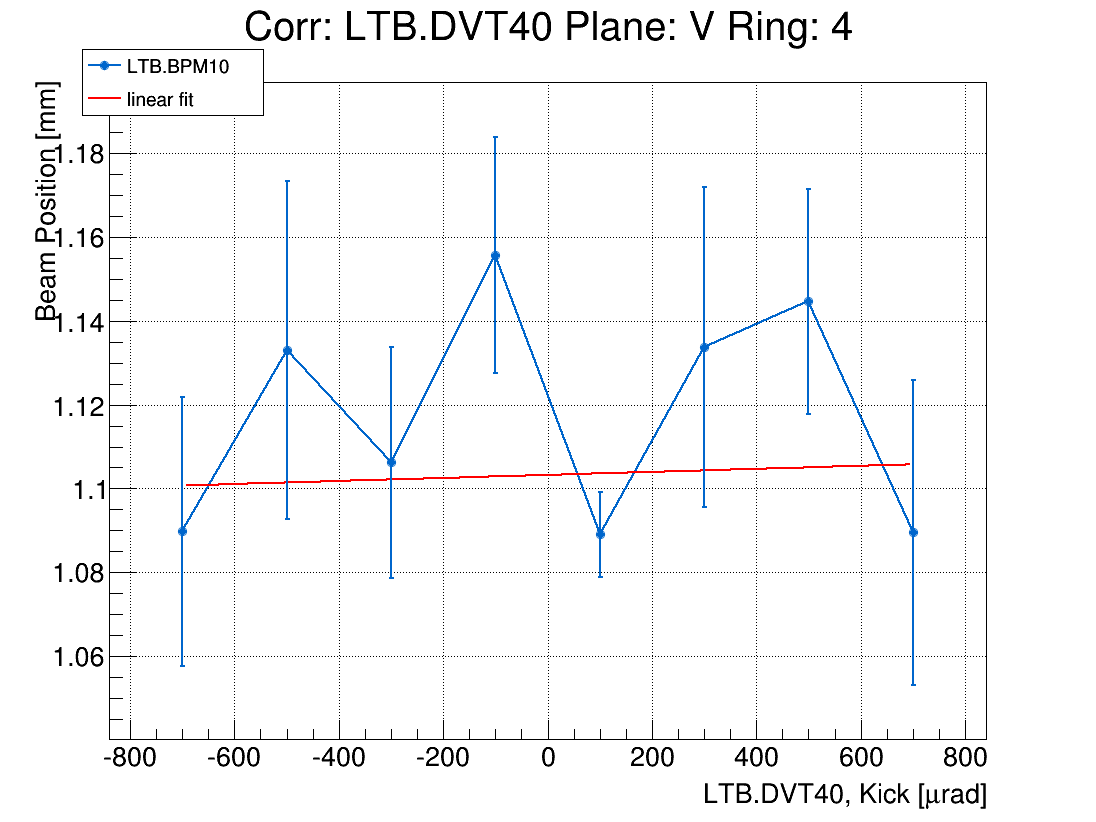 Corr: LTB.DVT40 Plane: V Ring: 4
LTB.BPM10
linear fit
Beam Position [mm]
1.18
1.16
1.14
1.12
1.1
1.08
1.06
-800 -600 -400 -200 0 200 400 600 800
LTB.DVT40, Kick [μrad]